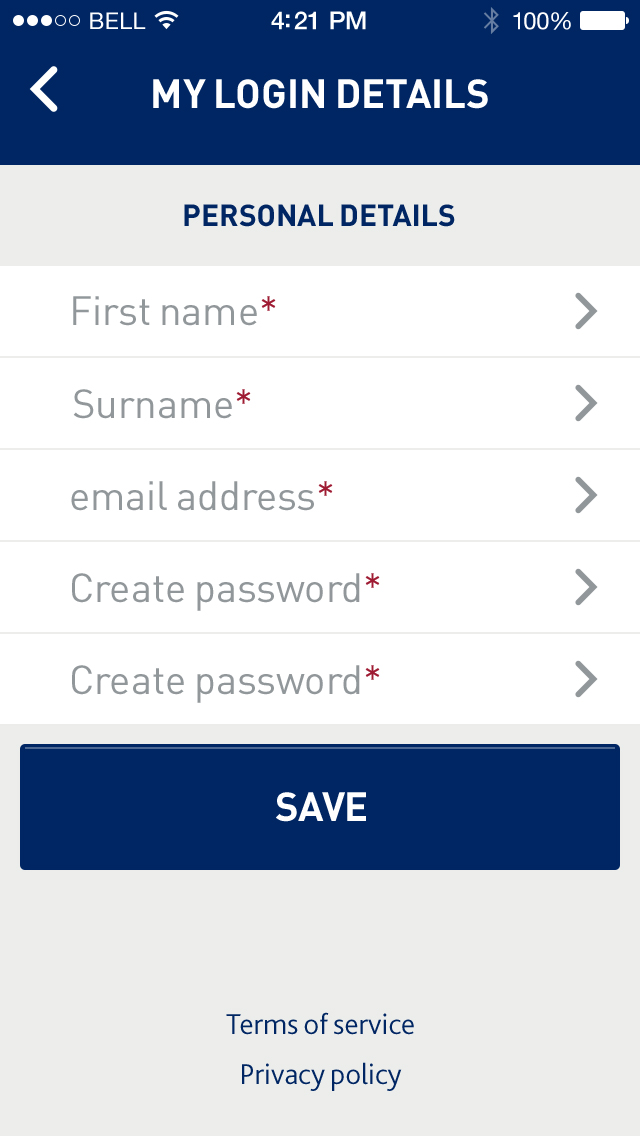 BELL 4:21 PM 100%
MY LOGIN DETAILS
PERSONAL DETAILS
First name*
Surname*
email address*
Create password*
Create password*
SAVE
Terms of service
Privacy policy